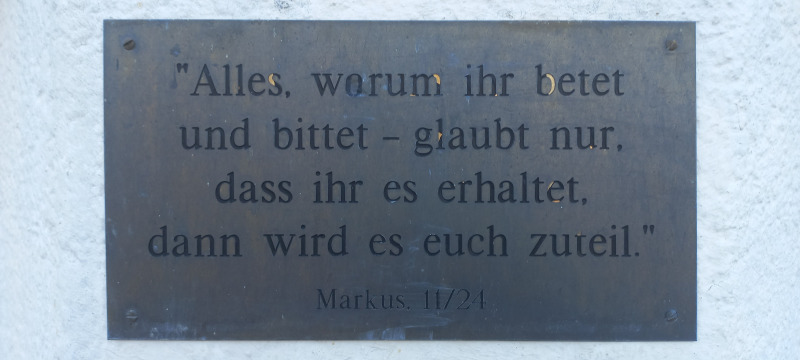 "Alles, worum ihr betet
und bittet – glaubt nur,
dass ihr es erhaltet,
dann wird es euch zuteil."
Markus, 11/24